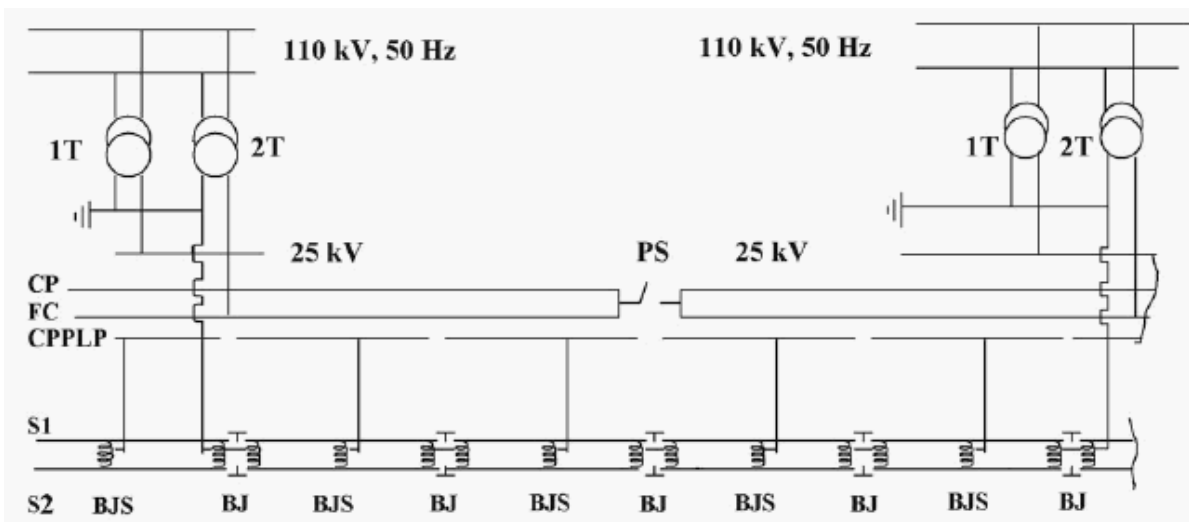 110 kV, 50 Hz 110 kV, 50 Hz
1T 2T 1T 2T
25 kV PS 25 kV
CP
FC
CPPLP
S1
S2 BJS BJ BJS BJ BJS BJ BJS BJ BJS BJ